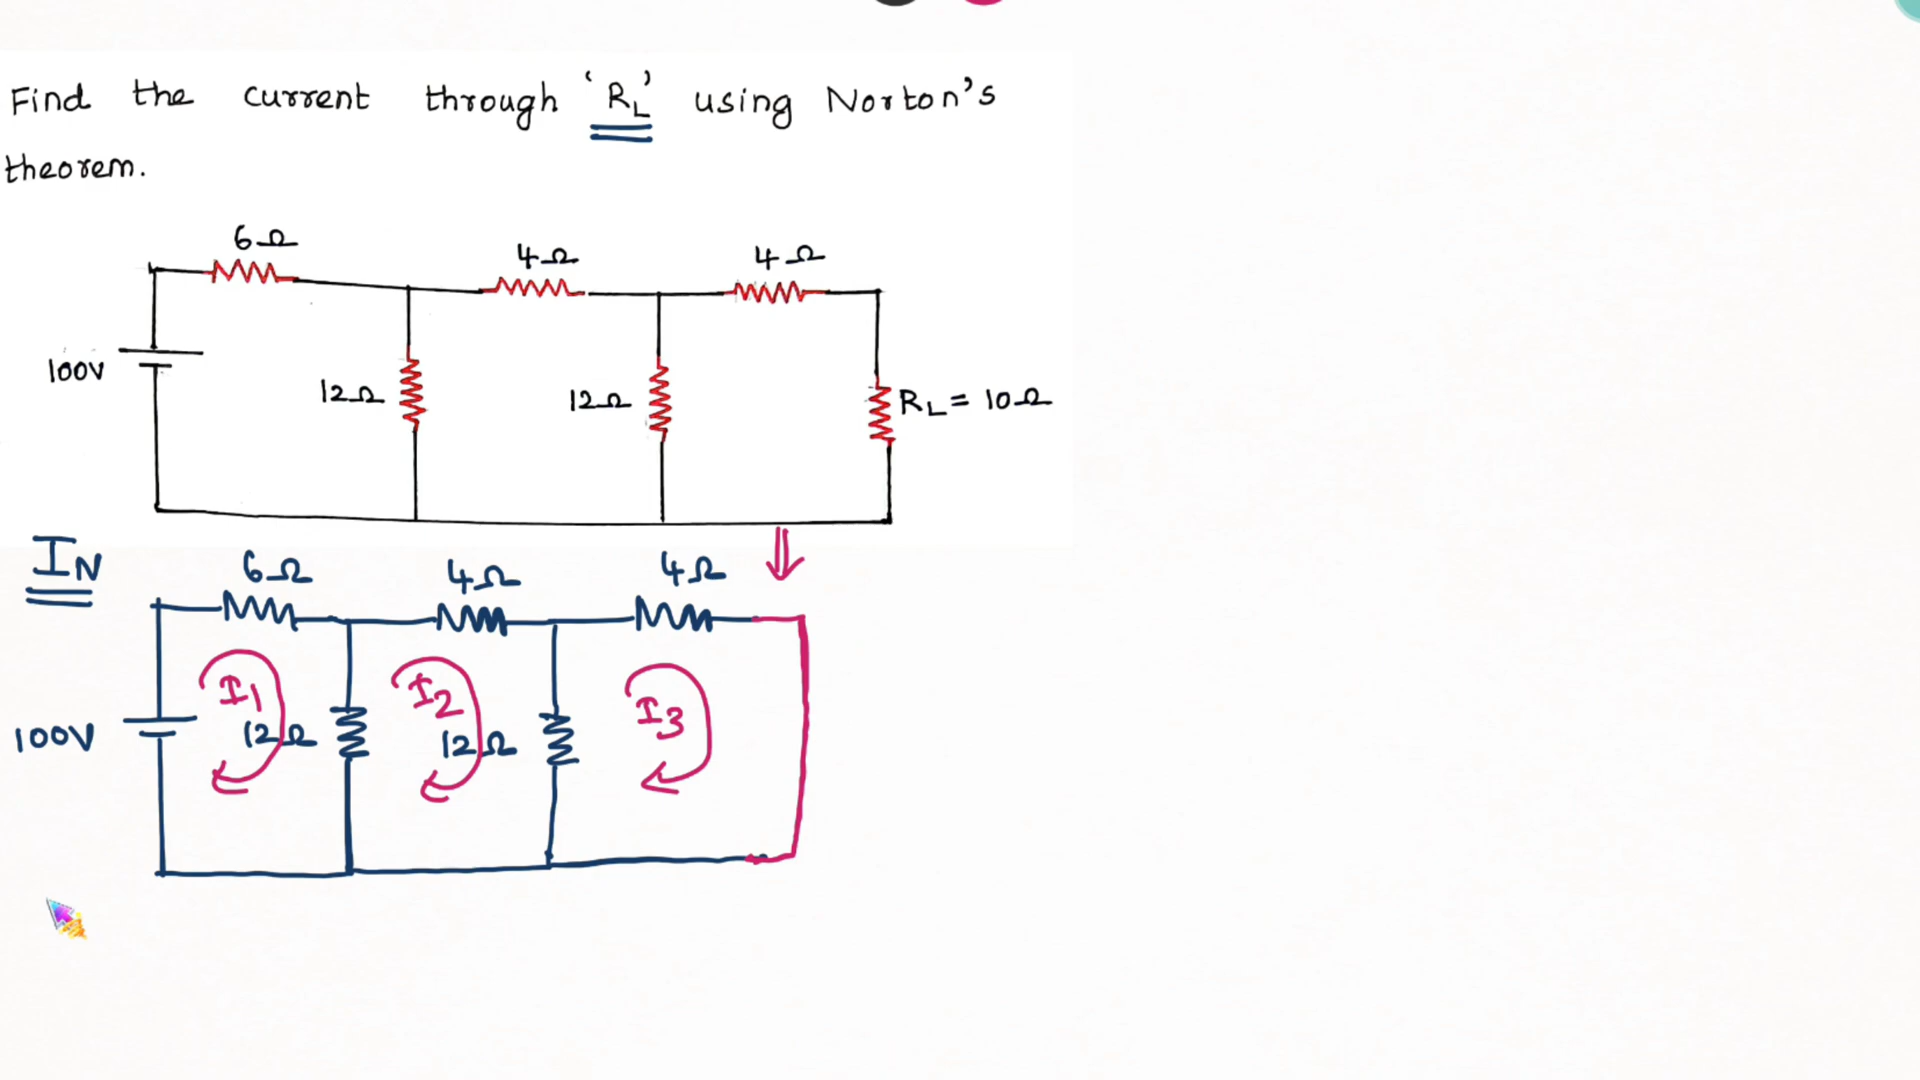 Find the current through 'RL' using Norton's
theorem.
6Ω
4Ω
4Ω
100V
12Ω
12Ω
RL = 10Ω
IN
6Ω
4Ω
4Ω
I1
I2
I3
100V
12Ω
12Ω